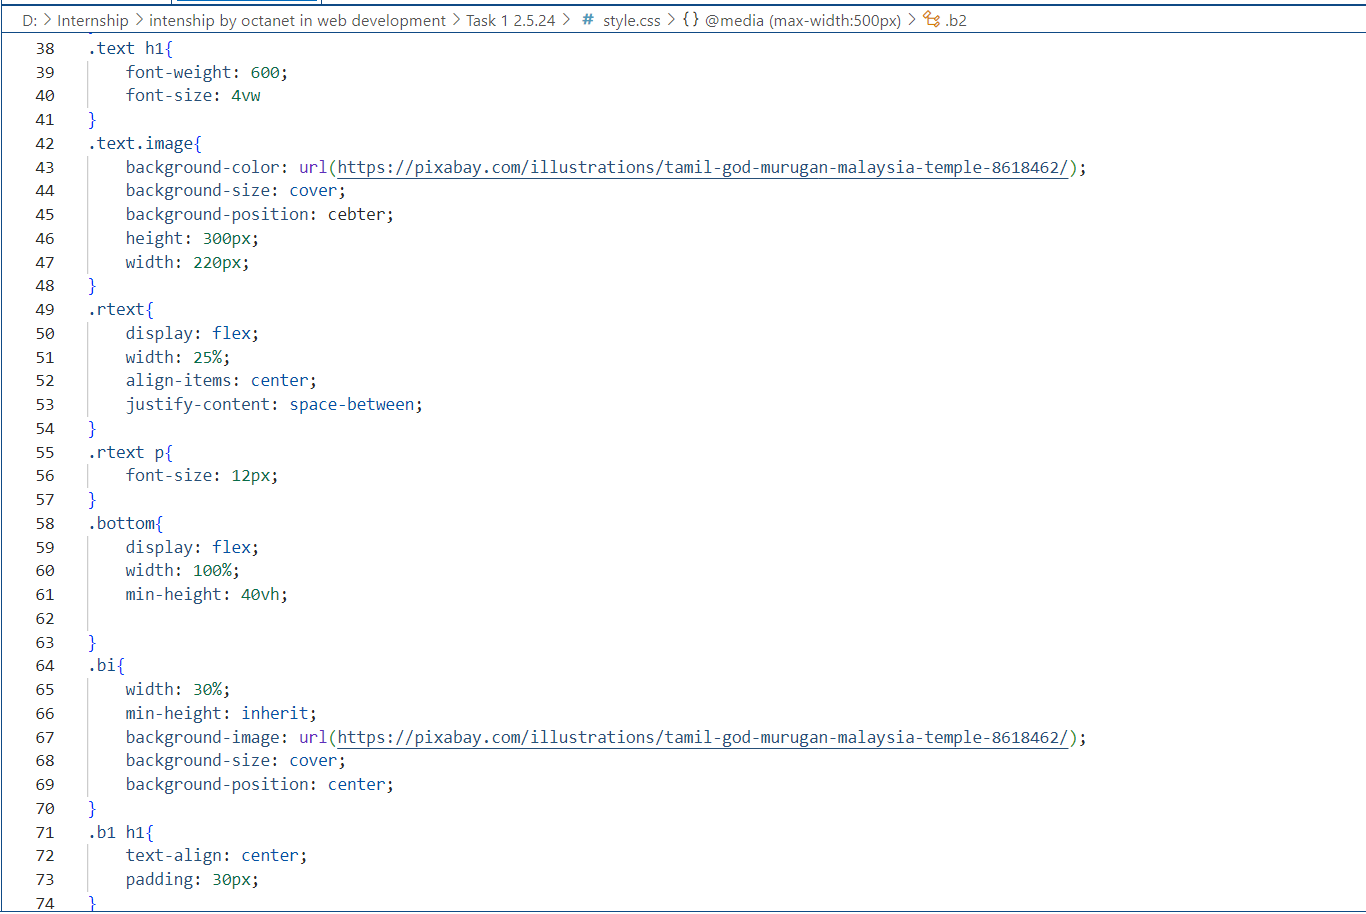 D: > Internship > intenship by octanet in web development > Task 1 2.5.24 > # style.css > {} @media (max-width:500px) > .b2
38 .text h1{
39 font-weight: 600;
40 font-size: 4vw
41 }
42 .text.image{
43 background-color: url(https://pixabay.com/illustrations/tamil-god-murugan-malaysia-temple-8618462/);
44 background-size: cover;
45 background-position: cebter;
46 height: 300px;
47 width: 220px;
48 }
49 .rtext{
50 display: flex;
51 width: 25%;
52 align-items: center;
53 justify-content: space-between;
54 }
55 .rtext p{
56 font-size: 12px;
57 }
58 .bottom{
59 display: flex;
60 width: 100%;
61 min-height: 40vh;
62
63 }
64 .bi{
65 width: 30%;
66 min-height: inherit;
67 background-image: url(https://pixabay.com/illustrations/tamil-god-murugan-malaysia-temple-8618462/);
68 background-size: cover;
69 background-position: center;
70 }
71 .b1 h1{
72 text-align: center;
73 padding: 30px;
74 }